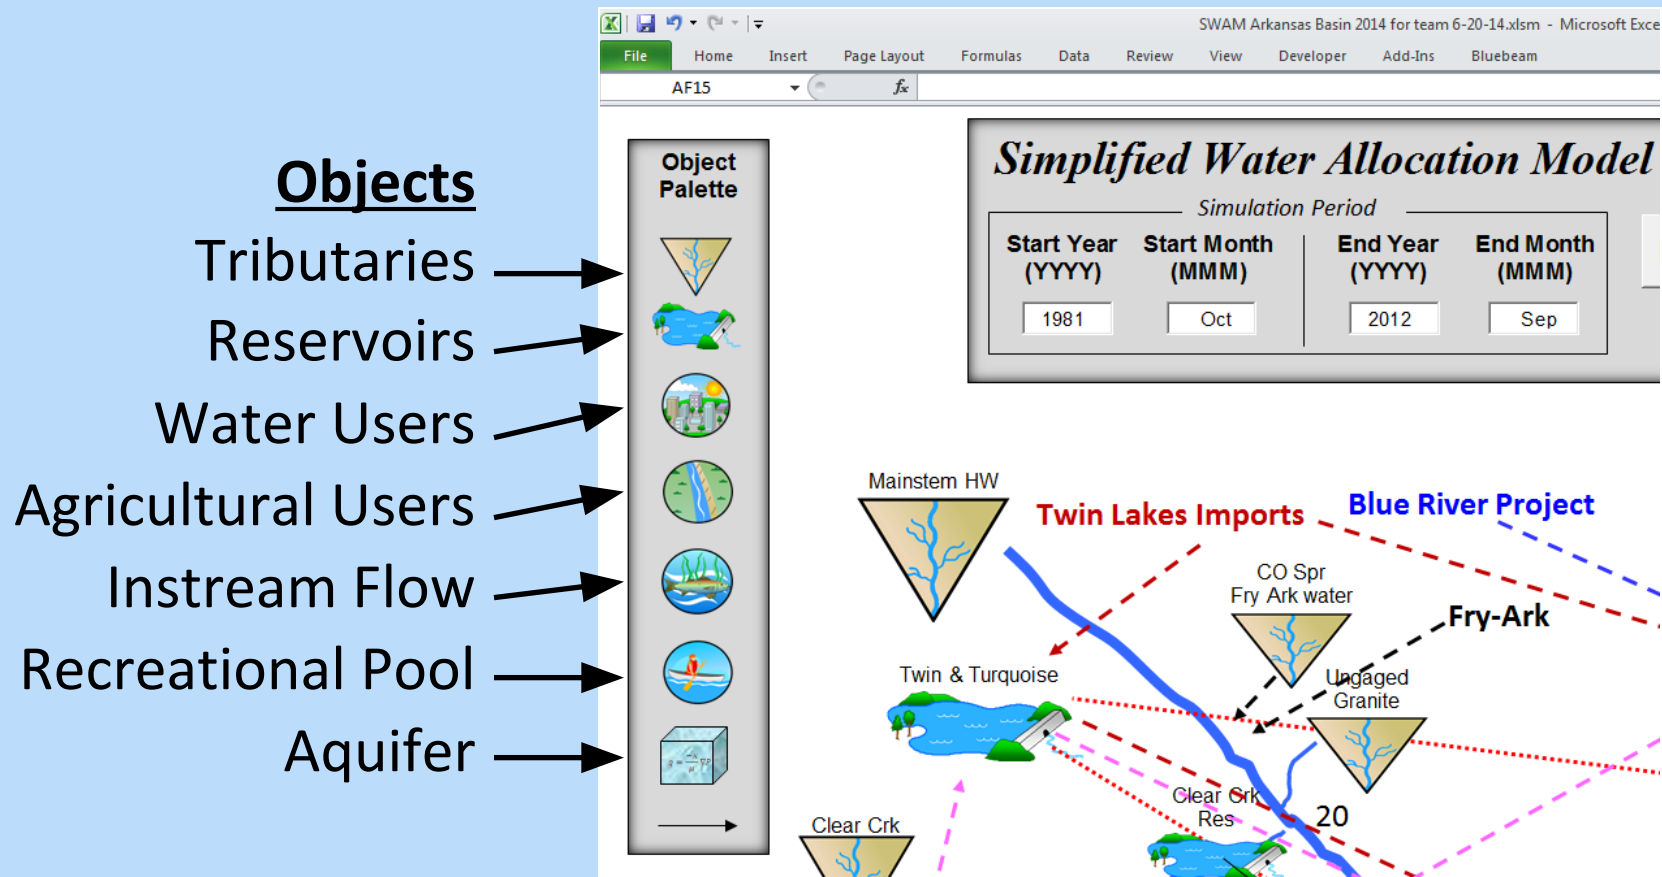 Objects
Tributaries
Reservoirs
Water Users
Agricultural Users
Instream Flow
Recreational Pool
Aquifer
SWAM Arkansas Basin 2014 for team 6-20-14.xlsm - Microsoft Exce
File Home Insert Page Layout Formulas Data Review View Developer Add-Ins Bluebeam
AF15 fx
Object
Palette
Simplified Water Allocation Model
Simulation Period
Start Year Start Month End Year End Month
(YYYY) (MMM) (YYYY) (MMM)
1981 Oct 2012 Sep
Mainstem HW
Twin Lakes Imports
Blue River Project
CO Spr
Fry Ark water
Fry-Ark
Twin & Turquoise
Ungaged
Granite
Clear Crk
Res
20
Clear Crk